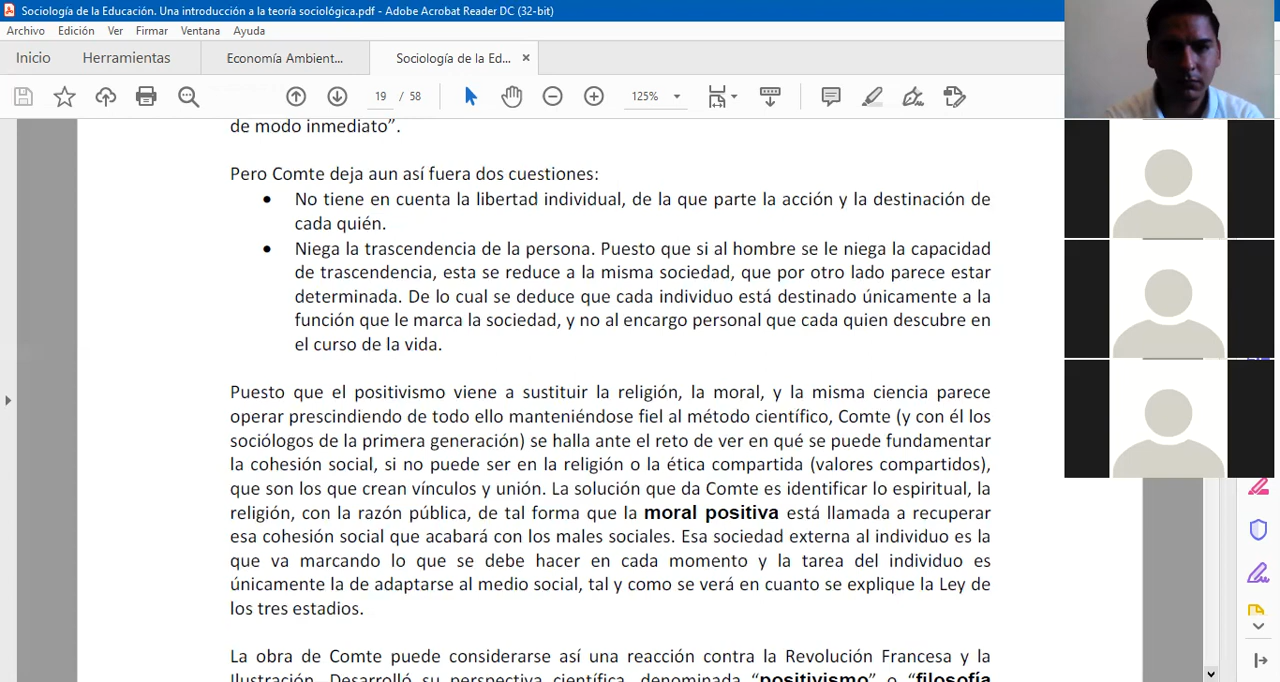 Sociología de la Educación. Una introducción a la teoría sociológica.pdf - Adobe Acrobat Reader DC (32-bit)
Archivo Edición Ver Firmar Ventana Ayuda
Inicio Herramientas Economía Ambient... Sociología de la Ed... ×
19 / 58 125%
de modo inmediato”.
Pero Comte deja aun así fuera dos cuestiones:
• No tiene en cuenta la libertad individual, de la que parte la acción y la destinación de
cada quién.
• Niega la trascendencia de la persona. Puesto que si al hombre se le niega la capacidad
de trascendencia, esta se reduce a la misma sociedad, que por otro lado parece estar
determinada. De lo cual se deduce que cada individuo está destinado únicamente a la
función que le marca la sociedad, y no al encargo personal que cada quien descubre en
el curso de la vida.
Puesto que el positivismo viene a sustituir la religión, la moral, y la misma ciencia parece
operar prescindiendo de todo ello manteniéndose fiel al método científico, Comte (y con él los
sociólogos de la primera generación) se halla ante el reto de ver en qué se puede fundamentar
la cohesión social, si no puede ser en la religión o la ética compartida (valores compartidos),
que son los que crean vínculos y unión. La solución que da Comte es identificar lo espiritual, la
religión, con la razón pública, de tal forma que la moral positiva está llamada a recuperar
esa cohesión social que acabará con los males sociales. Esa sociedad externa al individuo es la
que va marcando lo que se debe hacer en cada momento y la tarea del individuo es
únicamente la de adaptarse al medio social, tal y como se verá en cuanto se explique la Ley de
los tres estadios.
La obra de Comte puede considerarse así una reacción contra la Revolución Francesa y la
Ilustración. Desarrolló su perspectiva científica, denominada “positivismo” o “filosofía